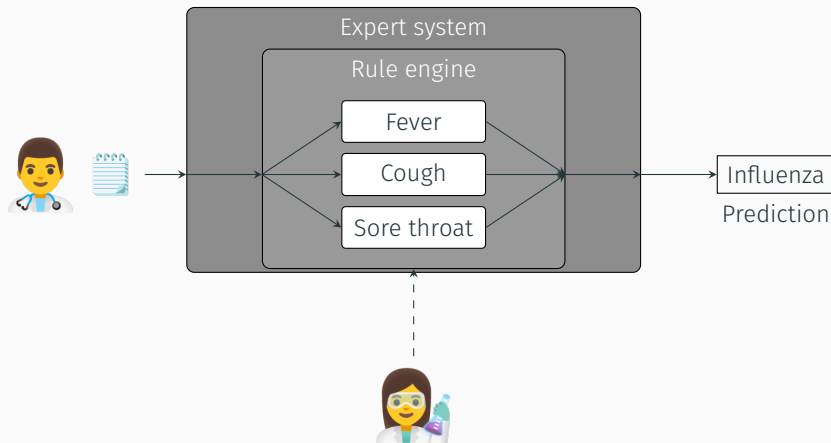 Expert system
Rule engine
Fever
Cough
Sore throat
Influenza
Prediction